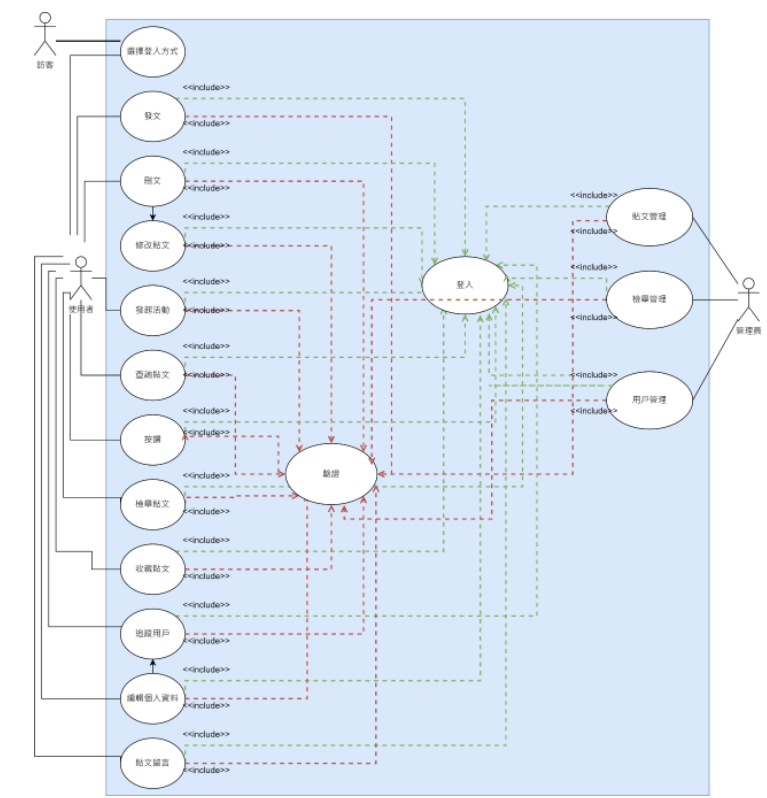 選擇登入方式
訪客
<<include>>
發文
<<include>>
<<include>>
刪文
<<include>>
<<include>>
貼文管理
<<include>>
<<include>>
修改貼文
<<include>>
<<include>>
檢舉管理
<<include>>
登入
使用者
<<include>>
發起活動
<<include>>
管理員
<<include>>
查詢貼文
<<include>>
<<include>>
用戶管理
<<include>>
<<include>>
按讚
<<include>>
驗證
<<include>>
檢舉貼文
<<include>>
<<include>>
收藏貼文
<<include>>
<<include>>
追蹤用戶
<<include>>
<<include>>
編輯個人資料
<<include>>
<<include>>
貼文留言
<<include>>